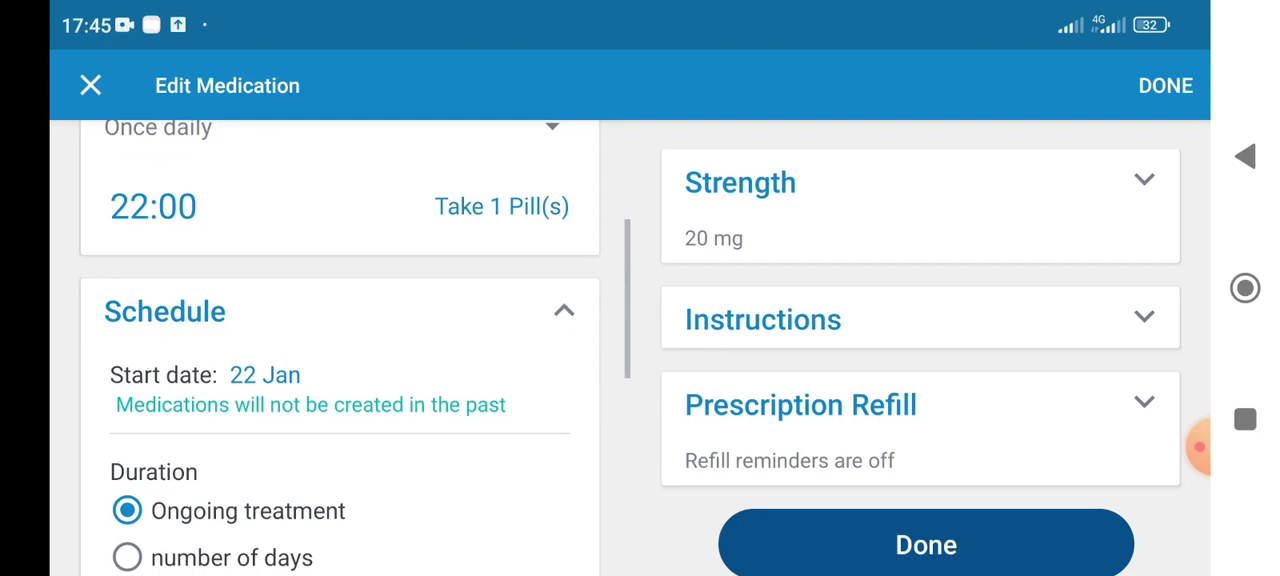 17:45
4G
32
Edit Medication
DONE
Once daily
22:00
Take 1 Pill(s)
Schedule
Start date: 22 Jan
Medications will not be created in the past
Duration
Ongoing treatment
number of days
Strength
20 mg
Instructions
Prescription Refill
Refill reminders are off
Done